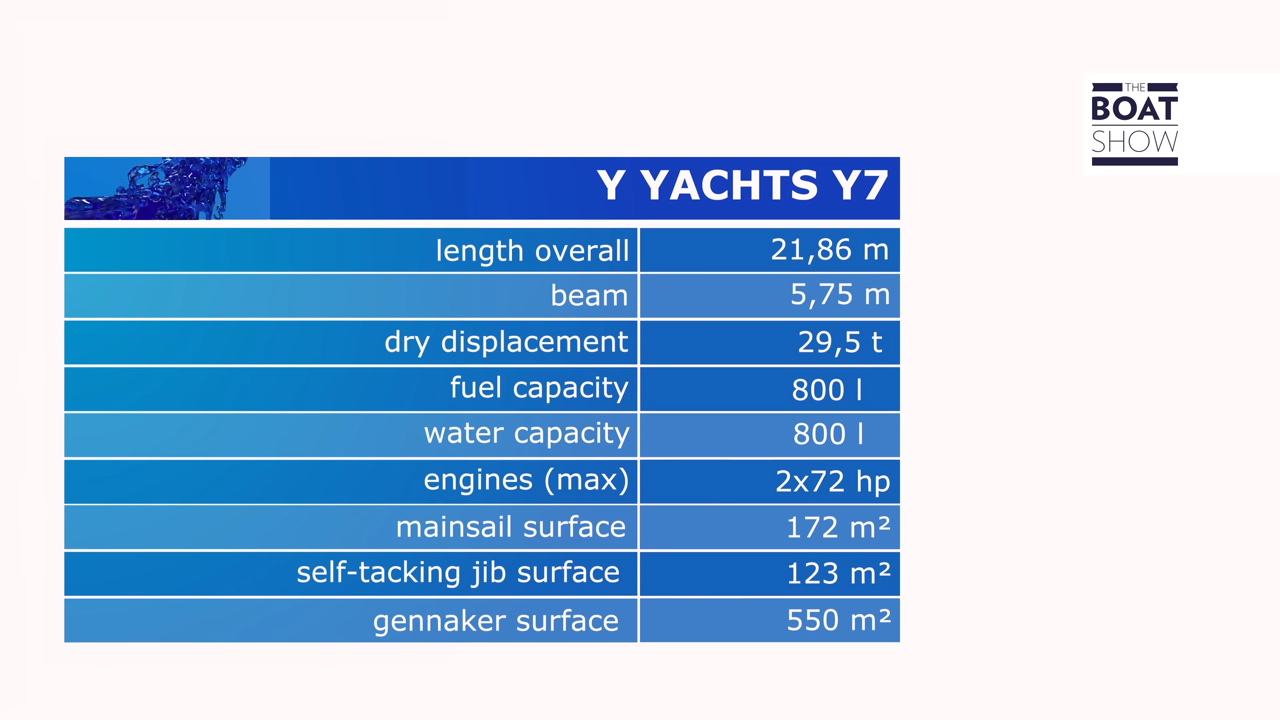 THE
BOAT
SHOW
Y YACHTS Y7
length overall 21,86 m
beam 5,75 m
dry displacement 29,5 t
fuel capacity 800 l
water capacity 800 l
engines (max) 2x72 hp
mainsail surface 172 m²
self-tacking jib surface 123 m²
gennaker surface 550 m²